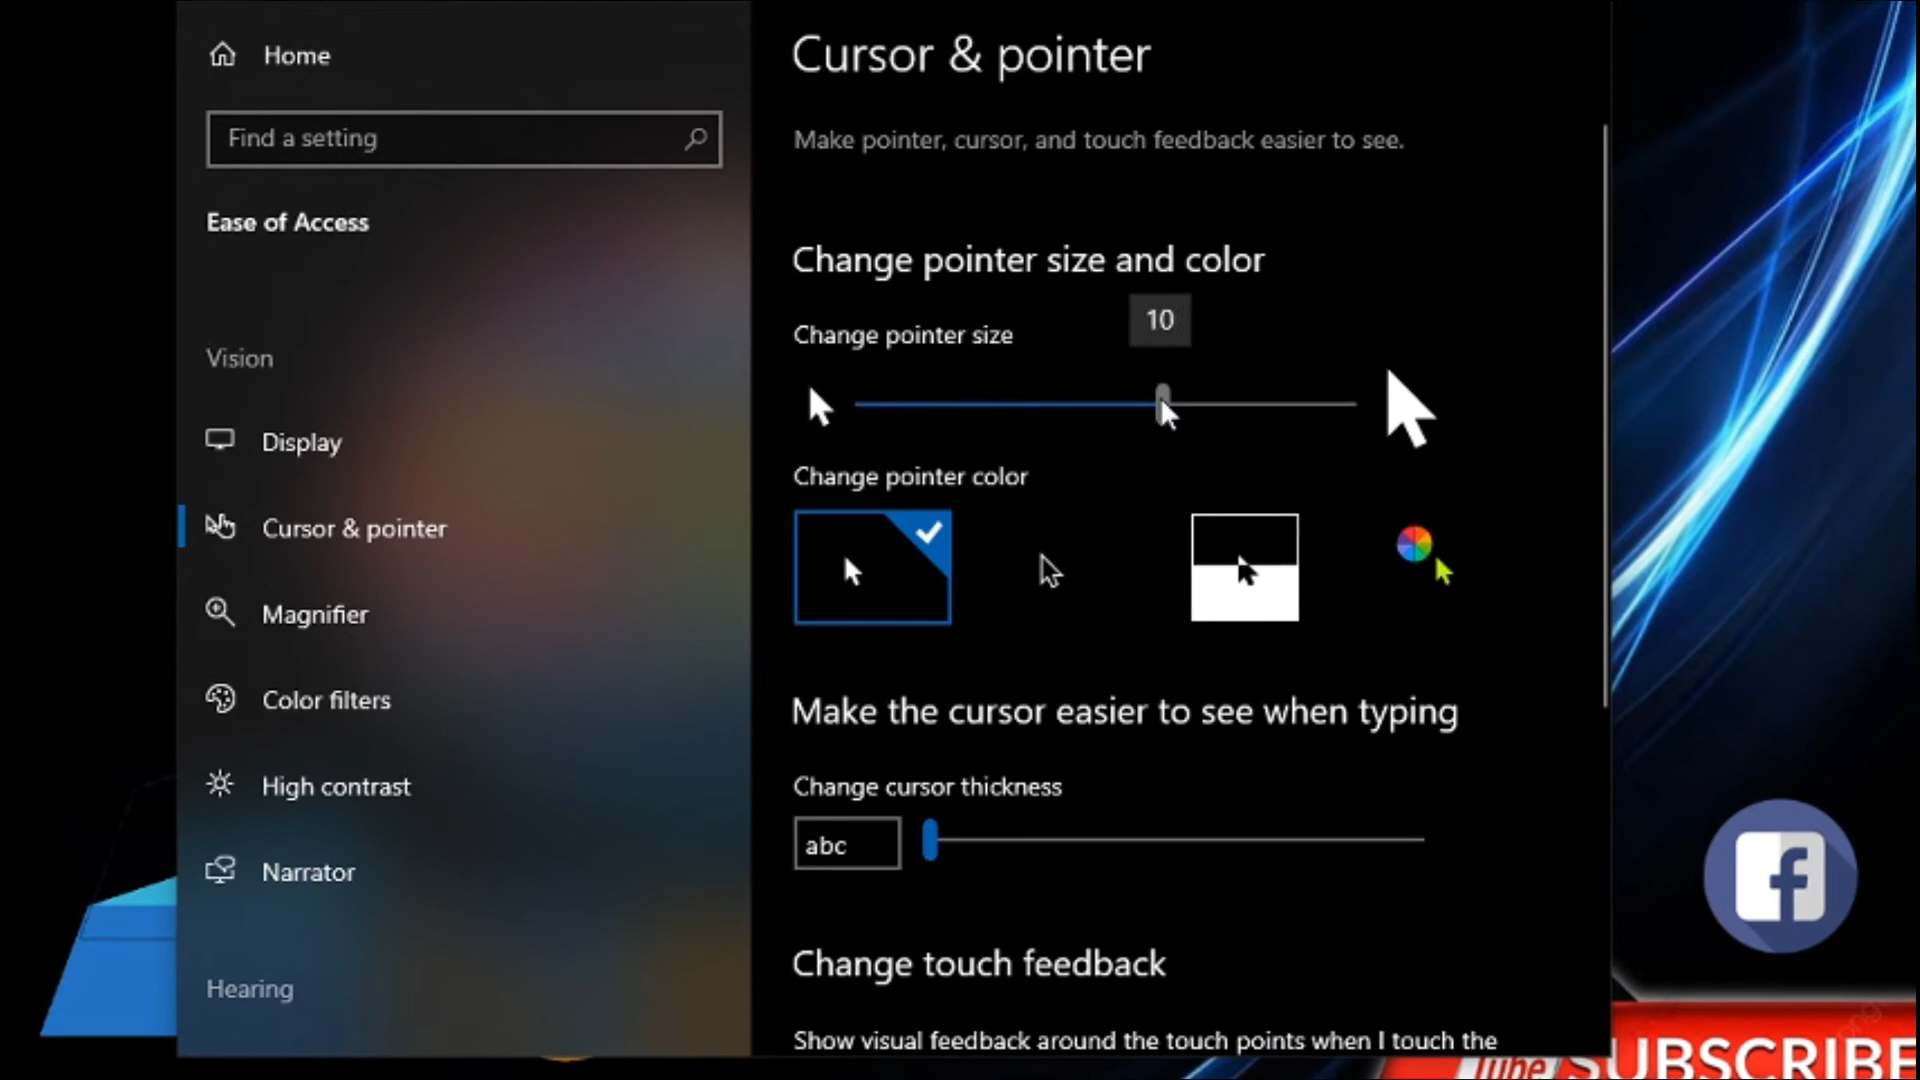 Home
Find a setting
Ease of Access
Vision
Display
Cursor & pointer
Magnifier
Color filters
High contrast
Narrator
Hearing
Cursor & pointer
Make pointer, cursor, and touch feedback easier to see.
Change pointer size and color
10
Change pointer size
Change pointer color
Make the cursor easier to see when typing
Change cursor thickness
abc
Change touch feedback
Show visual feedback around the touch points when I touch the
f
Tube SUBSCRIBE